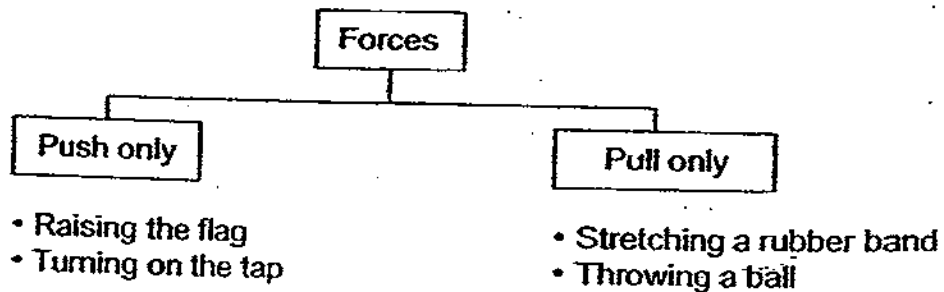 Forces
Push only
Pull only
• Raising the flag
• Turning on the tap
• Stretching a rubber band
• Throwing a ball